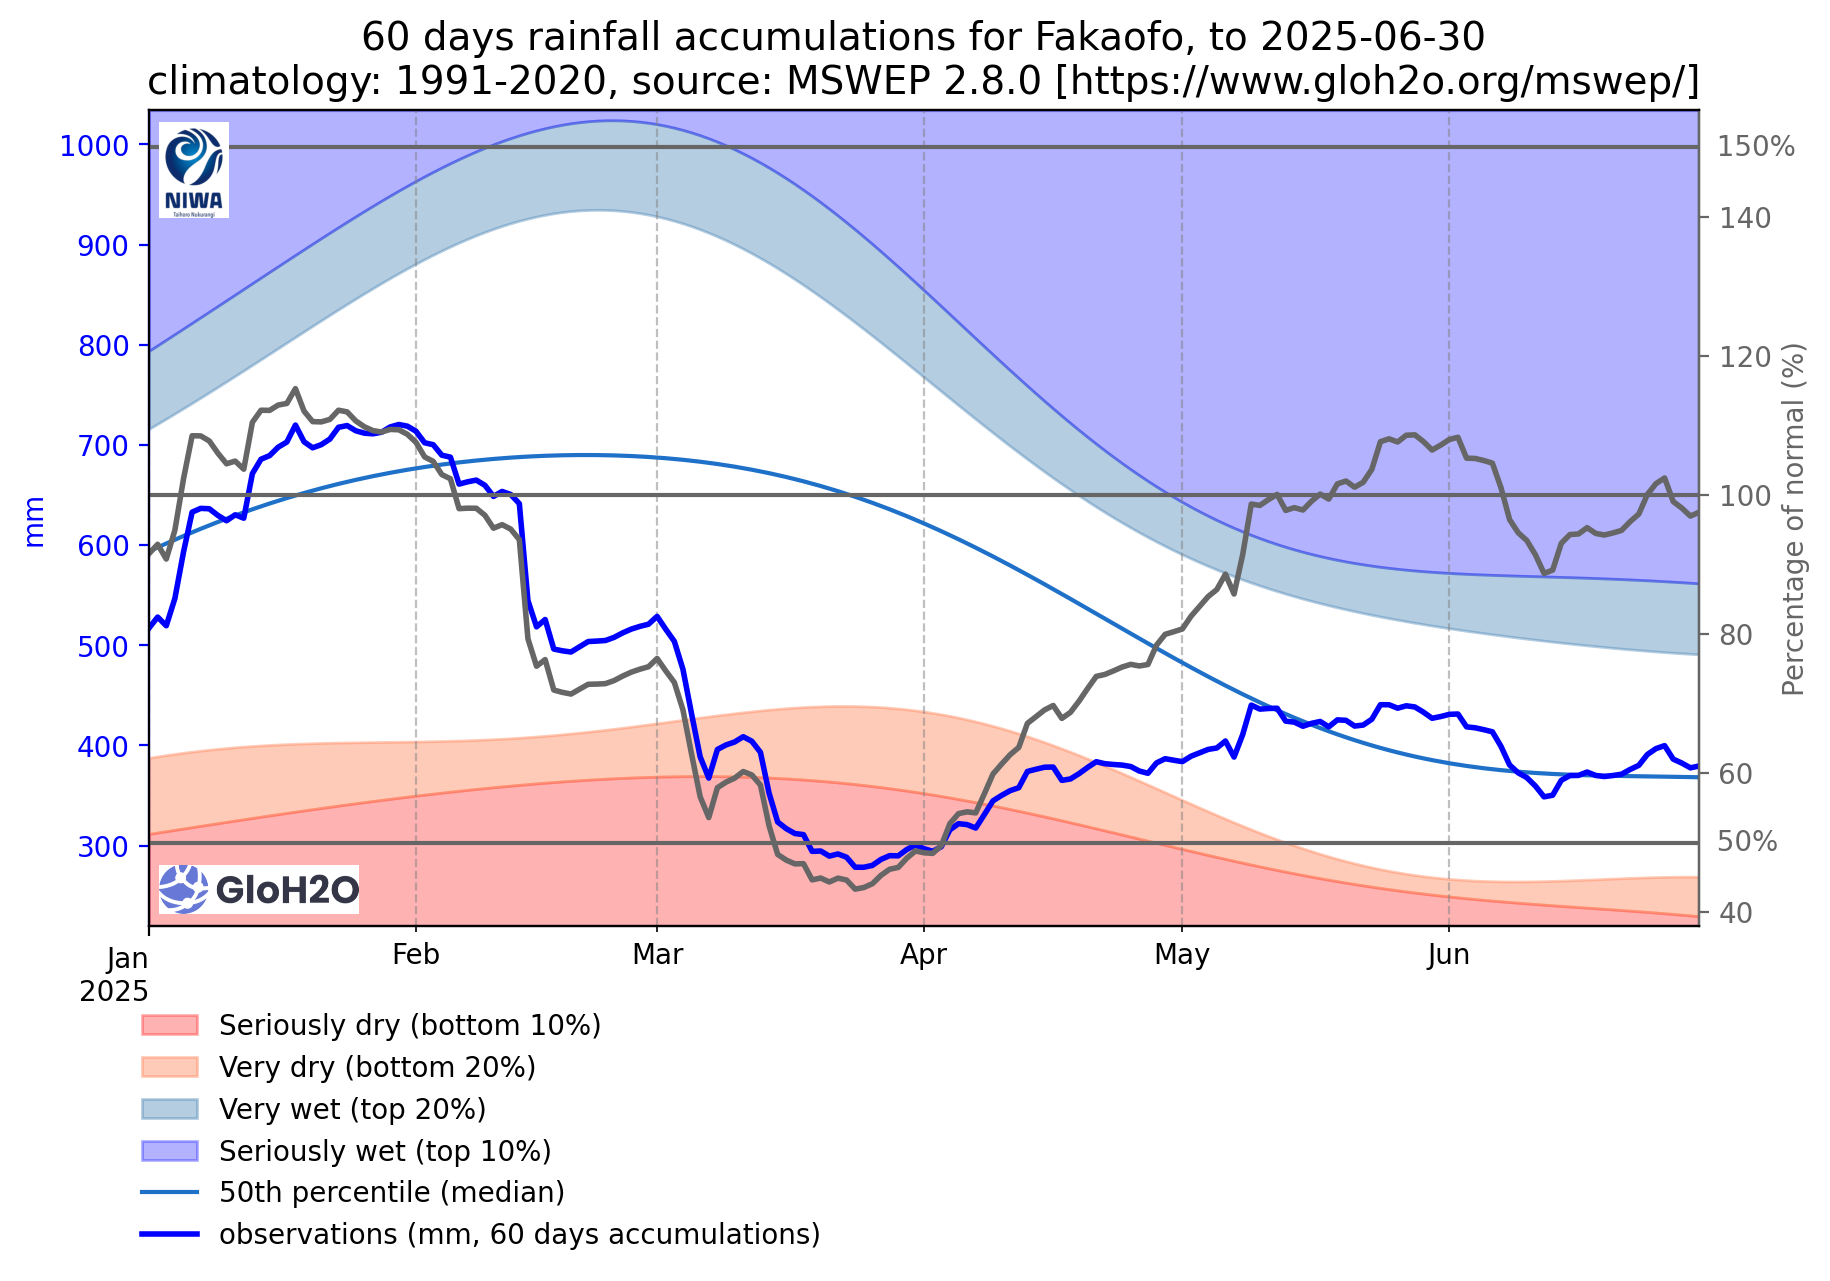 60 days rainfall accumulations for Fakaofo, to 2025-06-30
climatology: 1991-2020, source: MSWEP 2.8.0 [https://www.gloh2o.org/mswep/]
1000
900
800
700
600
500
400
300
mm
150%
140
120
100
80
60
50%
40
Percentage of normal (%)
NIWA
Taihoro Nukurangi
GloH2O
Jan
2025
Feb
Mar
Apr
May
Jun
Seriously dry (bottom 10%)
Very dry (bottom 20%)
Very wet (top 20%)
Seriously wet (top 10%)
50th percentile (median)
observations (mm, 60 days accumulations)